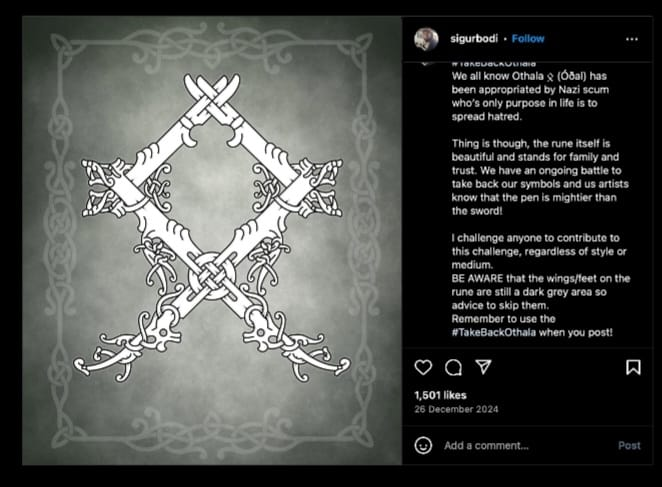 sigurbodi • Follow
#TakeBackOthala
We all know Othala ᛟ (Óðal) has
been appropriated by Nazi scum
who's only purpose in life is to
spread hatred.
Thing is though, the rune itself is
beautiful and stands for family and
trust. We have an ongoing battle to
take back our symbols and us artists
know that the pen is mightier than
the sword!
I challenge anyone to contribute to
this challenge, regardless of style or
medium.
BE AWARE that the wings/feet on the
rune are still a dark grey area so
advice to skip them.
Remember to use the
#TakeBackOthala when you post!
1,501 likes
26 December 2024
Add a comment...
Post